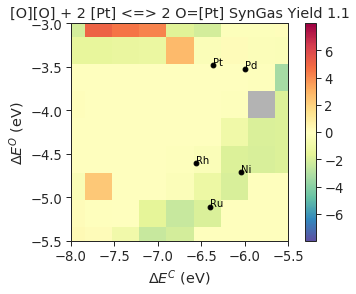 [O][O] + 2 [Pt] <=> 2 O=[Pt] SynGas Yield 1.1
−3.0
−3.5
−4.0
−4.5
−5.0
−5.5
ΔE^O (eV)
Pt
Pd
Rh
Ni
Ru
−8.0 −7.5 −7.0 −6.5 −6.0 −5.5
ΔE^C (eV)
6
4
2
0
−2
−4
−6